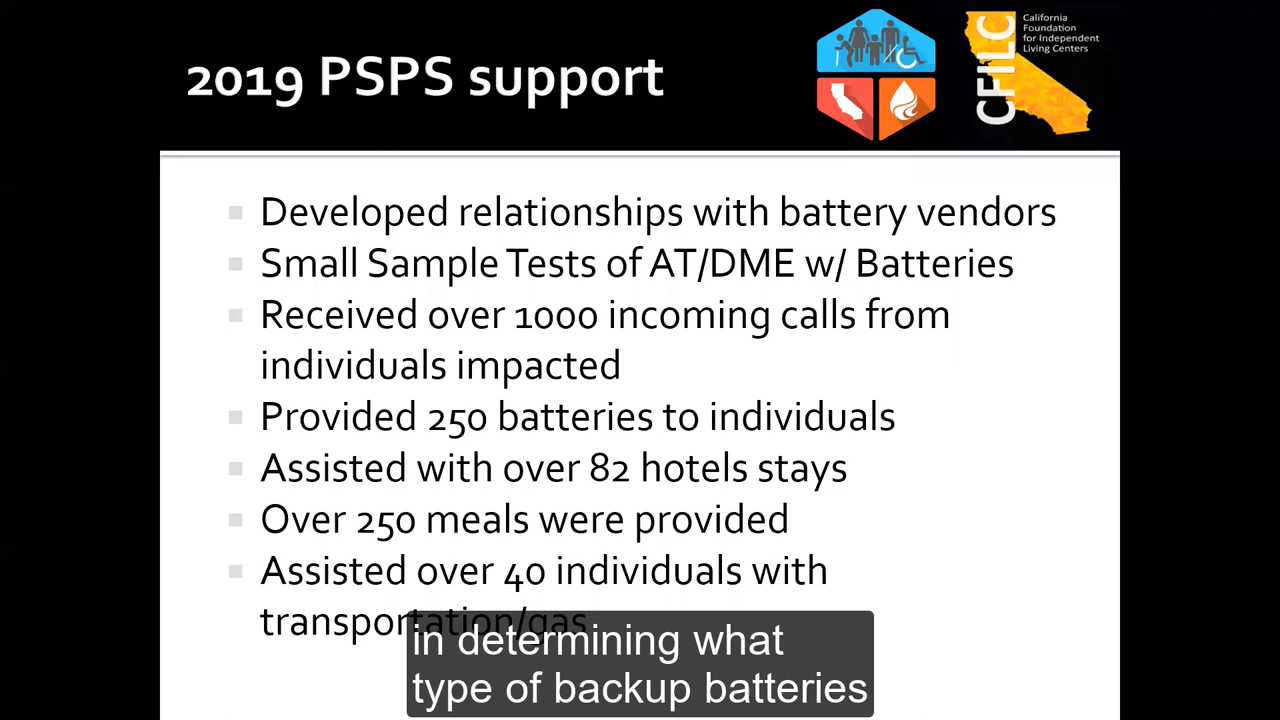 2019 PSPS support
CFILC
California
Foundation
for Independent
Living Centers
Developed relationships with battery vendors
Small Sample Tests of AT/DME w/ Batteries
Received over 1000 incoming calls from
individuals impacted
Provided 250 batteries to individuals
Assisted with over 82 hotels stays
Over 250 meals were provided
Assisted over 40 individuals with
transportation/gas
in determining what
type of backup batteries